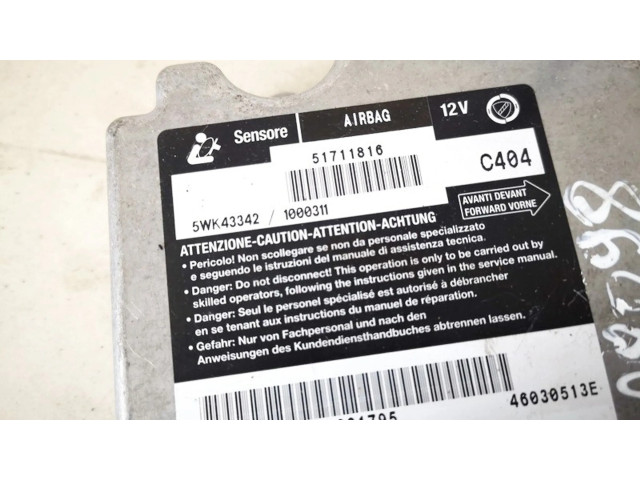 Sensore AIRBAG 12V
51711816
C404
5WK43342 / 1000311
AVANTI DEVANT
FORWARD VORNE
ATTENZIONE-CAUTION-ATTENTION-ACHTUNG
• Pericolo! Non scollegare se non da personale specializzato
e seguendo le istruzioni del manuale di assistenza tecnica.
• Danger: Do not disconnect! This operation is only to be carried out by
skilled operators, following the instructions given in the service manual.
• Danger: Seul le personel spécialisé est autorisé à débrancher
en se tenant aux instructions du manuel de réparation.
• Gefahr: Nur von Fachpersonal und nach den
Anweisungen des Kundendiensthandbuches abtrennen lassen.
46030513E